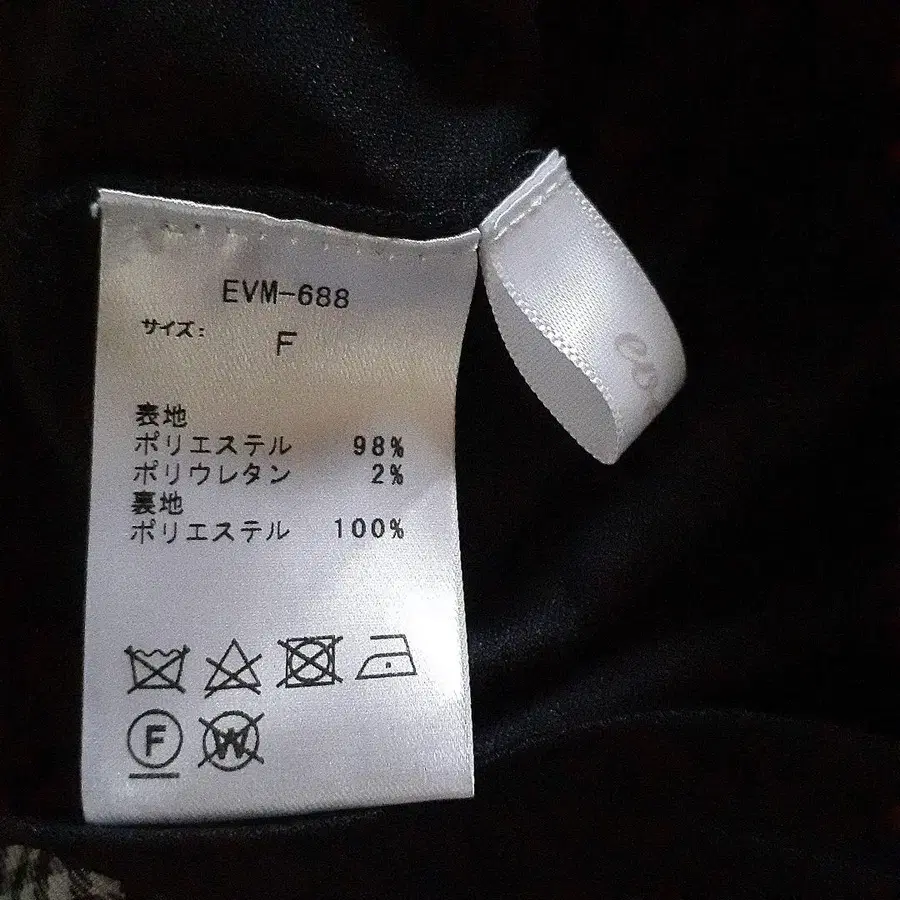 EVM-688
サイズ:
F
表地
ポリエステル 98%
ポリウレタン 2%
裏地
ポリエステル 100%
F
W